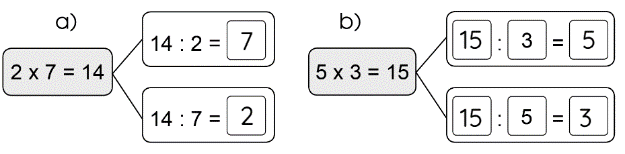 a)
2 x 7 = 14
14 : 2 = 7
14 : 7 = 2
b)
5 x 3 = 15
15 : 3 = 5
15 : 5 = 3